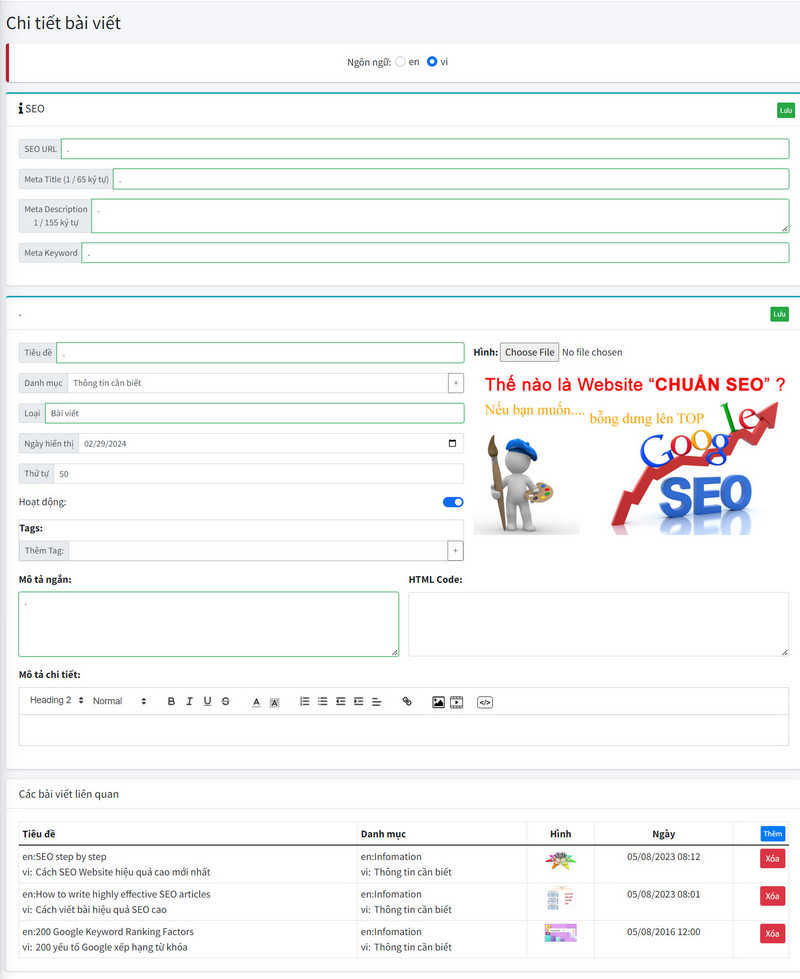 Chi tiết bài viết
Ngôn ngữ: en vi
SEO
Lưu
SEO URL .
Meta Title (1 / 65 ký tự) .
Meta Description .
1 / 155 ký tự
Meta Keyword .
.
Lưu
Tiêu đề .
Danh mục Thông tin cần biết +
Loại Bài viết
Ngày hiển thị 02/29/2024
Thứ tự 50
Hoạt động:
Tags:
Thêm Tag: +
Hình: Choose File No file chosen
Thế nào là Website “CHUẨN SEO” ?
Nếu bạn muốn.... bỗng dưng lên TOP
Google
SEO
Mô tả ngắn:
.
HTML Code:
Mô tả chi tiết:
Heading 2 Normal B I U S A A </>
Các bài viết liên quan
Tiêu đề Danh mục Hình Ngày Thêm
en:SEO step by step en:Infomation 05/08/2023 08:12 Xóa
vi: Cách SEO Website hiệu quả cao mới nhất vi: Thông tin cần biết
en:How to write highly effective SEO articles en:Infomation 05/08/2023 08:01 Xóa
vi: Cách viết bài hiệu quả SEO cao vi: Thông tin cần biết
en:200 Google Keyword Ranking Factors en:Infomation 05/08/2016 12:00 Xóa
vi: 200 yếu tố Google xếp hạng từ khóa vi: Thông tin cần biết